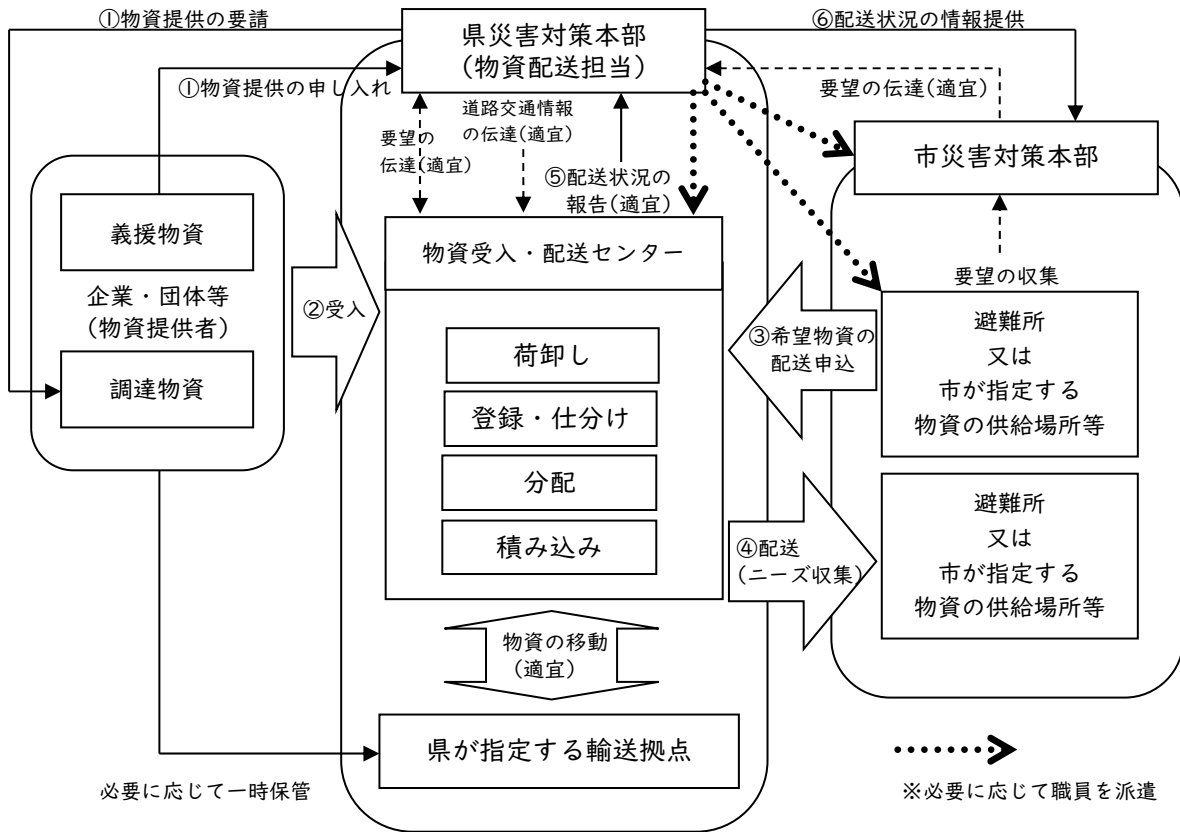 ①物資提供の要請
県災害対策本部
(物資配送担当)
⑥配送状況の情報提供
①物資提供の申し入れ
要望の伝達(適宜)
道路交通情報
の伝達(適宜)
要望の
伝達(適宜)
⑤配送状況の
報告(適宜)
市災害対策本部
義援物資
企業・団体等
(物資提供者)
調達物資
②受入
物資受入・配送センター
荷卸し
登録・仕分け
分配
積み込み
要望の収集
③希望物資の
配送申込
避難所
又は
市が指定する
物資の供給場所等
④配送
(ニーズ収集)
避難所
又は
市が指定する
物資の供給場所等
物資の移動
(適宜)
県が指定する輸送拠点
必要に応じて一時保管
※必要に応じて職員を派遣